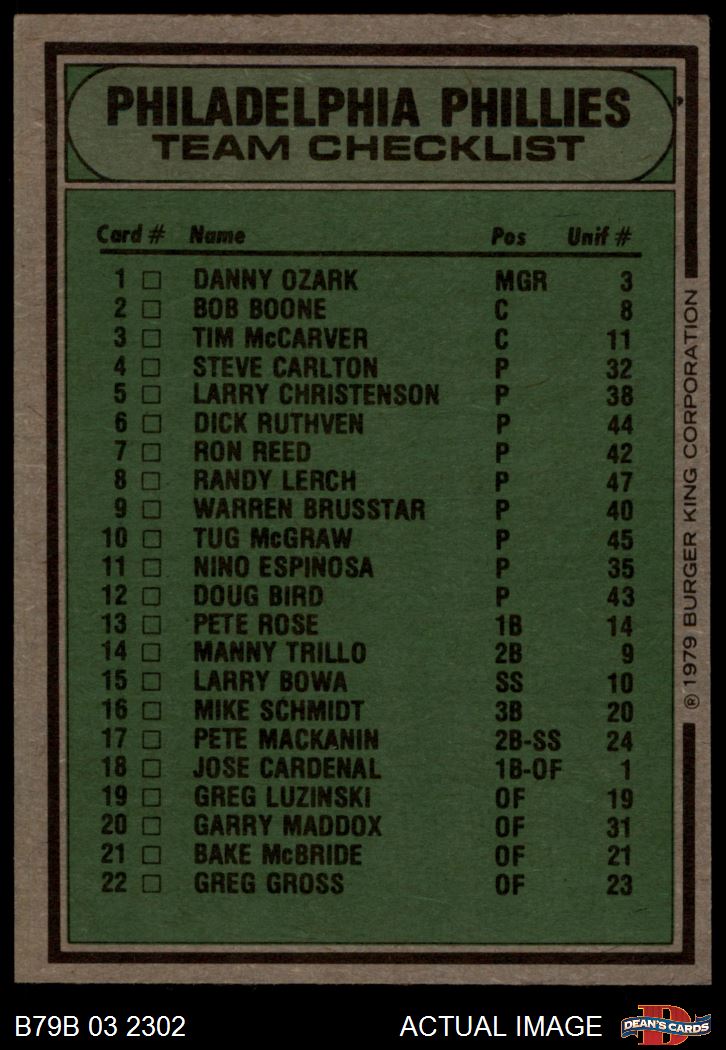 PHILADELPHIA PHILLIES
TEAM CHECKLIST
Card # Name Pos Unif #
1 DANNY OZARK MGR 3
2 BOB BOONE C 8
3 TIM McCARVER C 11
4 STEVE CARLTON P 32
5 LARRY CHRISTENSON P 38
6 DICK RUTHVEN P 44
7 RON REED P 42
8 RANDY LERCH P 47
9 WARREN BRUSSTAR P 40
10 TUG McGRAW P 45
11 NINO ESPINOSA P 35
12 DOUG BIRD P 43
13 PETE ROSE 1B 14
14 MANNY TRILLO 2B 9
15 LARRY BOWA SS 10
16 MIKE SCHMIDT 3B 20
17 PETE MACKANIN 2B-SS 24
18 JOSE CARDENAL 1B-OF 1
19 GREG LUZINSKI OF 19
20 GARRY MADDOX OF 31
21 BAKE McBRIDE OF 21
22 GREG GROSS OF 23
® 1979 BURGER KING CORPORATION
B79B 03 2302 ACTUAL IMAGE
D
DEAN'S CARDS